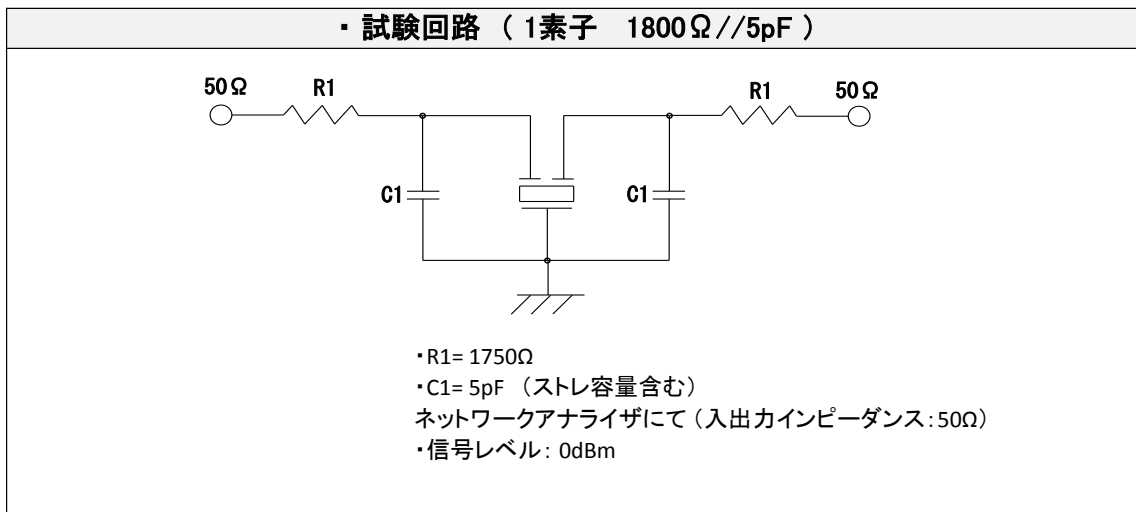 ・試験回路 ( 1素子 1800Ω//5pF )
50Ω R1 R1 50Ω
C1 C1
・R1= 1750Ω
・C1= 5pF (ストレ容量含む)
ネットワークアナライザにて (入出力インピーダンス:50Ω)
・信号レベル: 0dBm